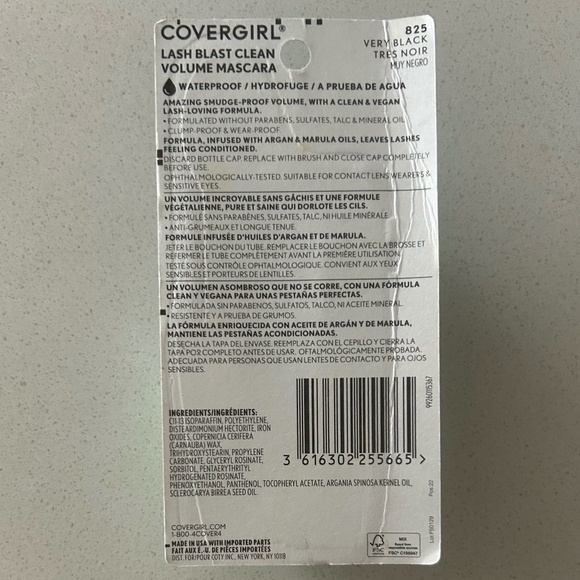 COVERGIRL®
LASH BLAST CLEAN
VOLUME MASCARA
825
VERY BLACK
TRÈS NOIR
MUY NEGRO
WATERPROOF / HYDROFUGE / A PRUEBA DE AGUA
AMAZING SMUDGE-PROOF VOLUME, WITH A CLEAN & VEGAN
LASH-LOVING FORMULA.
• FORMULATED WITHOUT PARABENS, SULFATES, TALC & MINERAL OIL
• CLUMP-PROOF & WEAR-PROOF.
FORMULA, INFUSED WITH ARGAN & MARULA OILS, LEAVES LASHES
FEELING CONDITIONED.
DISCARD BOTTLE CAP, REPLACE WITH BRUSH AND CLOSE CAP COMPLETELY
BEFORE USE.
OPHTHALMOLOGICALLY-TESTED. SUITABLE FOR CONTACT LENS WEARERS &
SENSITIVE EYES.
UN VOLUME INCROYABLE SANS GÂCHIS ET UNE FORMULE
VÉGÉTALIENNE, PURE ET SAINE QUI DORLOTE LES CILS.
• FORMULÉ SANS PARABÈNES, SULFATES, TALC, NI HUILE MINÉRALE.
• ANTI-GRUMEAUX ET LONGUE TENUE.
FORMULE INFUSÉE D'HUILES D'ARGAN ET DE MARULA.
JETER LE BOUCHON DU TUBE. REMPLACER LE BOUCHON AVEC LA BROSSE ET
REFERMER LE TUBE COMPLÈTEMENT AVANT LA PREMIÈRE UTILISATION.
TESTÉ SOUS CONTRÔLE OPHTALMOLOGIQUE. CONVIENT AUX YEUX
SENSIBLES ET PORTEURS DE LENTILLES.
UN VOLUMEN ASOMBROSO QUE NO SE CORRE, CON UNA FÓRMULA
CLEAN Y VEGANA PARA UNAS PESTAÑAS PERFECTAS.
• FORMULADA SIN PARABENOS, SULFATOS, TALCO, NI ACEITE MINERAL.
• RESISTENTE Y A PRUEBA DE GRUMOS.
LA FÓRMULA ENRIQUECIDA CON ACEITE DE ARGÁN Y DE MARULA,
MANTIENE LAS PESTAÑAS ACONDICIONADAS.
DESECHA LA TAPA DEL ENVASE. REEMPLAZA CON EL CEPILLO Y CIERRA LA
TAPA POR COMPLETO ANTES DE USAR. OFTALMOLÓGICAMENTE PROBADA.
ADECUADA PARA PERSONAS QUE USAN LENTES DE CONTACTO Y PARA OJOS
SENSIBLES.
INGREDIENTS/INGRÉDIENTS:
C11-13 ISOPARAFFIN, POLYETHYLENE,
DISTEARDIMONIUM HECTORITE, IRON
OXIDES, COPERNICIA CERIFERA
(CARNAUBA) WAX,
TRIHYDROXYSTEARIN, PROPYLENE
CARBONATE, GLYCERYL ROSINATE,
SORBITOL, PENTAERYTHRITYL
HYDROGENATED ROSINATE,
PHENOXYETHANOL, PANTHENOL, TOCOPHERYL ACETATE, ARGANIA SPINOSA KERNEL OIL,
SCLEROCARYA BIRREA SEED OIL.
3 616302 255665 >
99260115367
COVERGIRL.COM
1-800-4COVER4
MADE IN USA WITH IMPORTED PARTS
FAIT AUX É.-U. DE PIÈCES IMPORTÉES
DIST. FOR/POUR COTY INC., NEW YORK, NY 10118
FSC
MIX